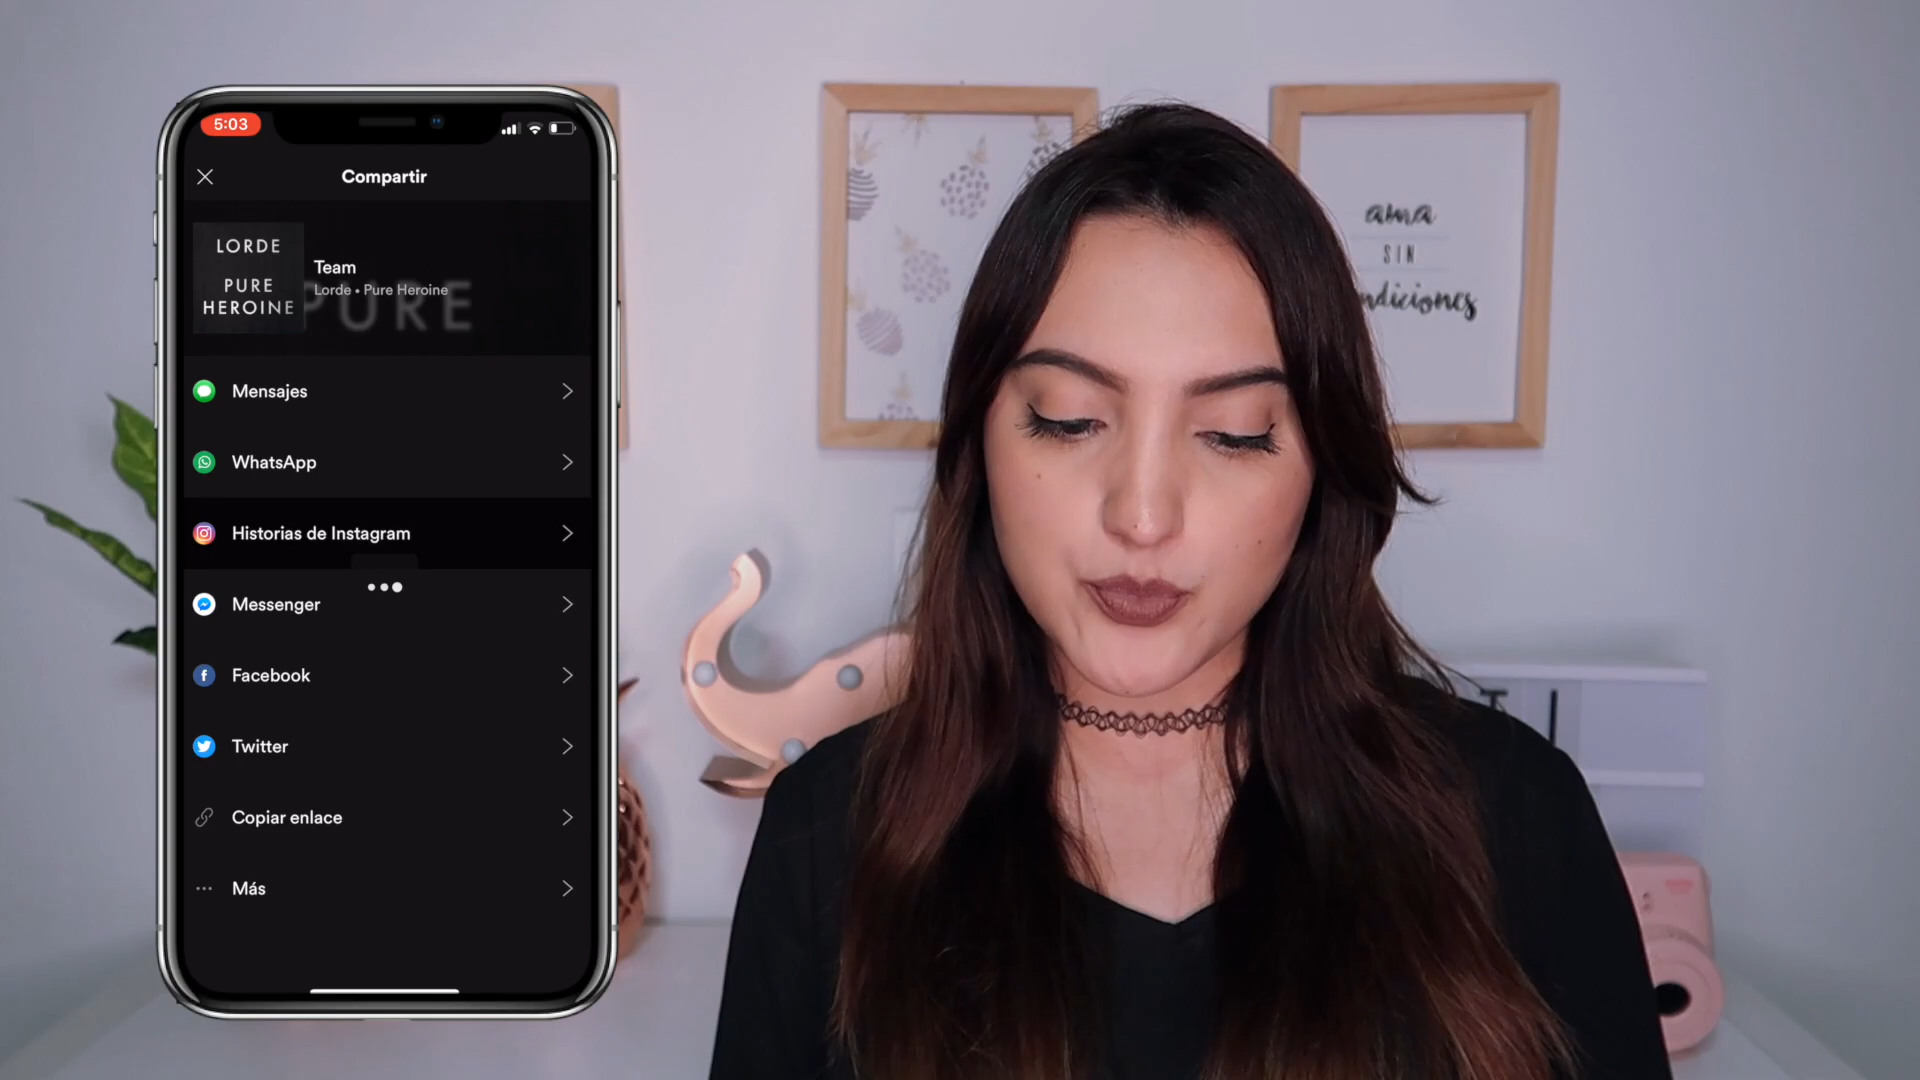 5:03
Compartir
LORDE
PURE
HEROINE
Team
Lorde • Pure Heroine
PURE
Mensajes
WhatsApp
Historias de Instagram
Messenger
Facebook
Twitter
Copiar enlace
Más
ama
SIN
ndiciones